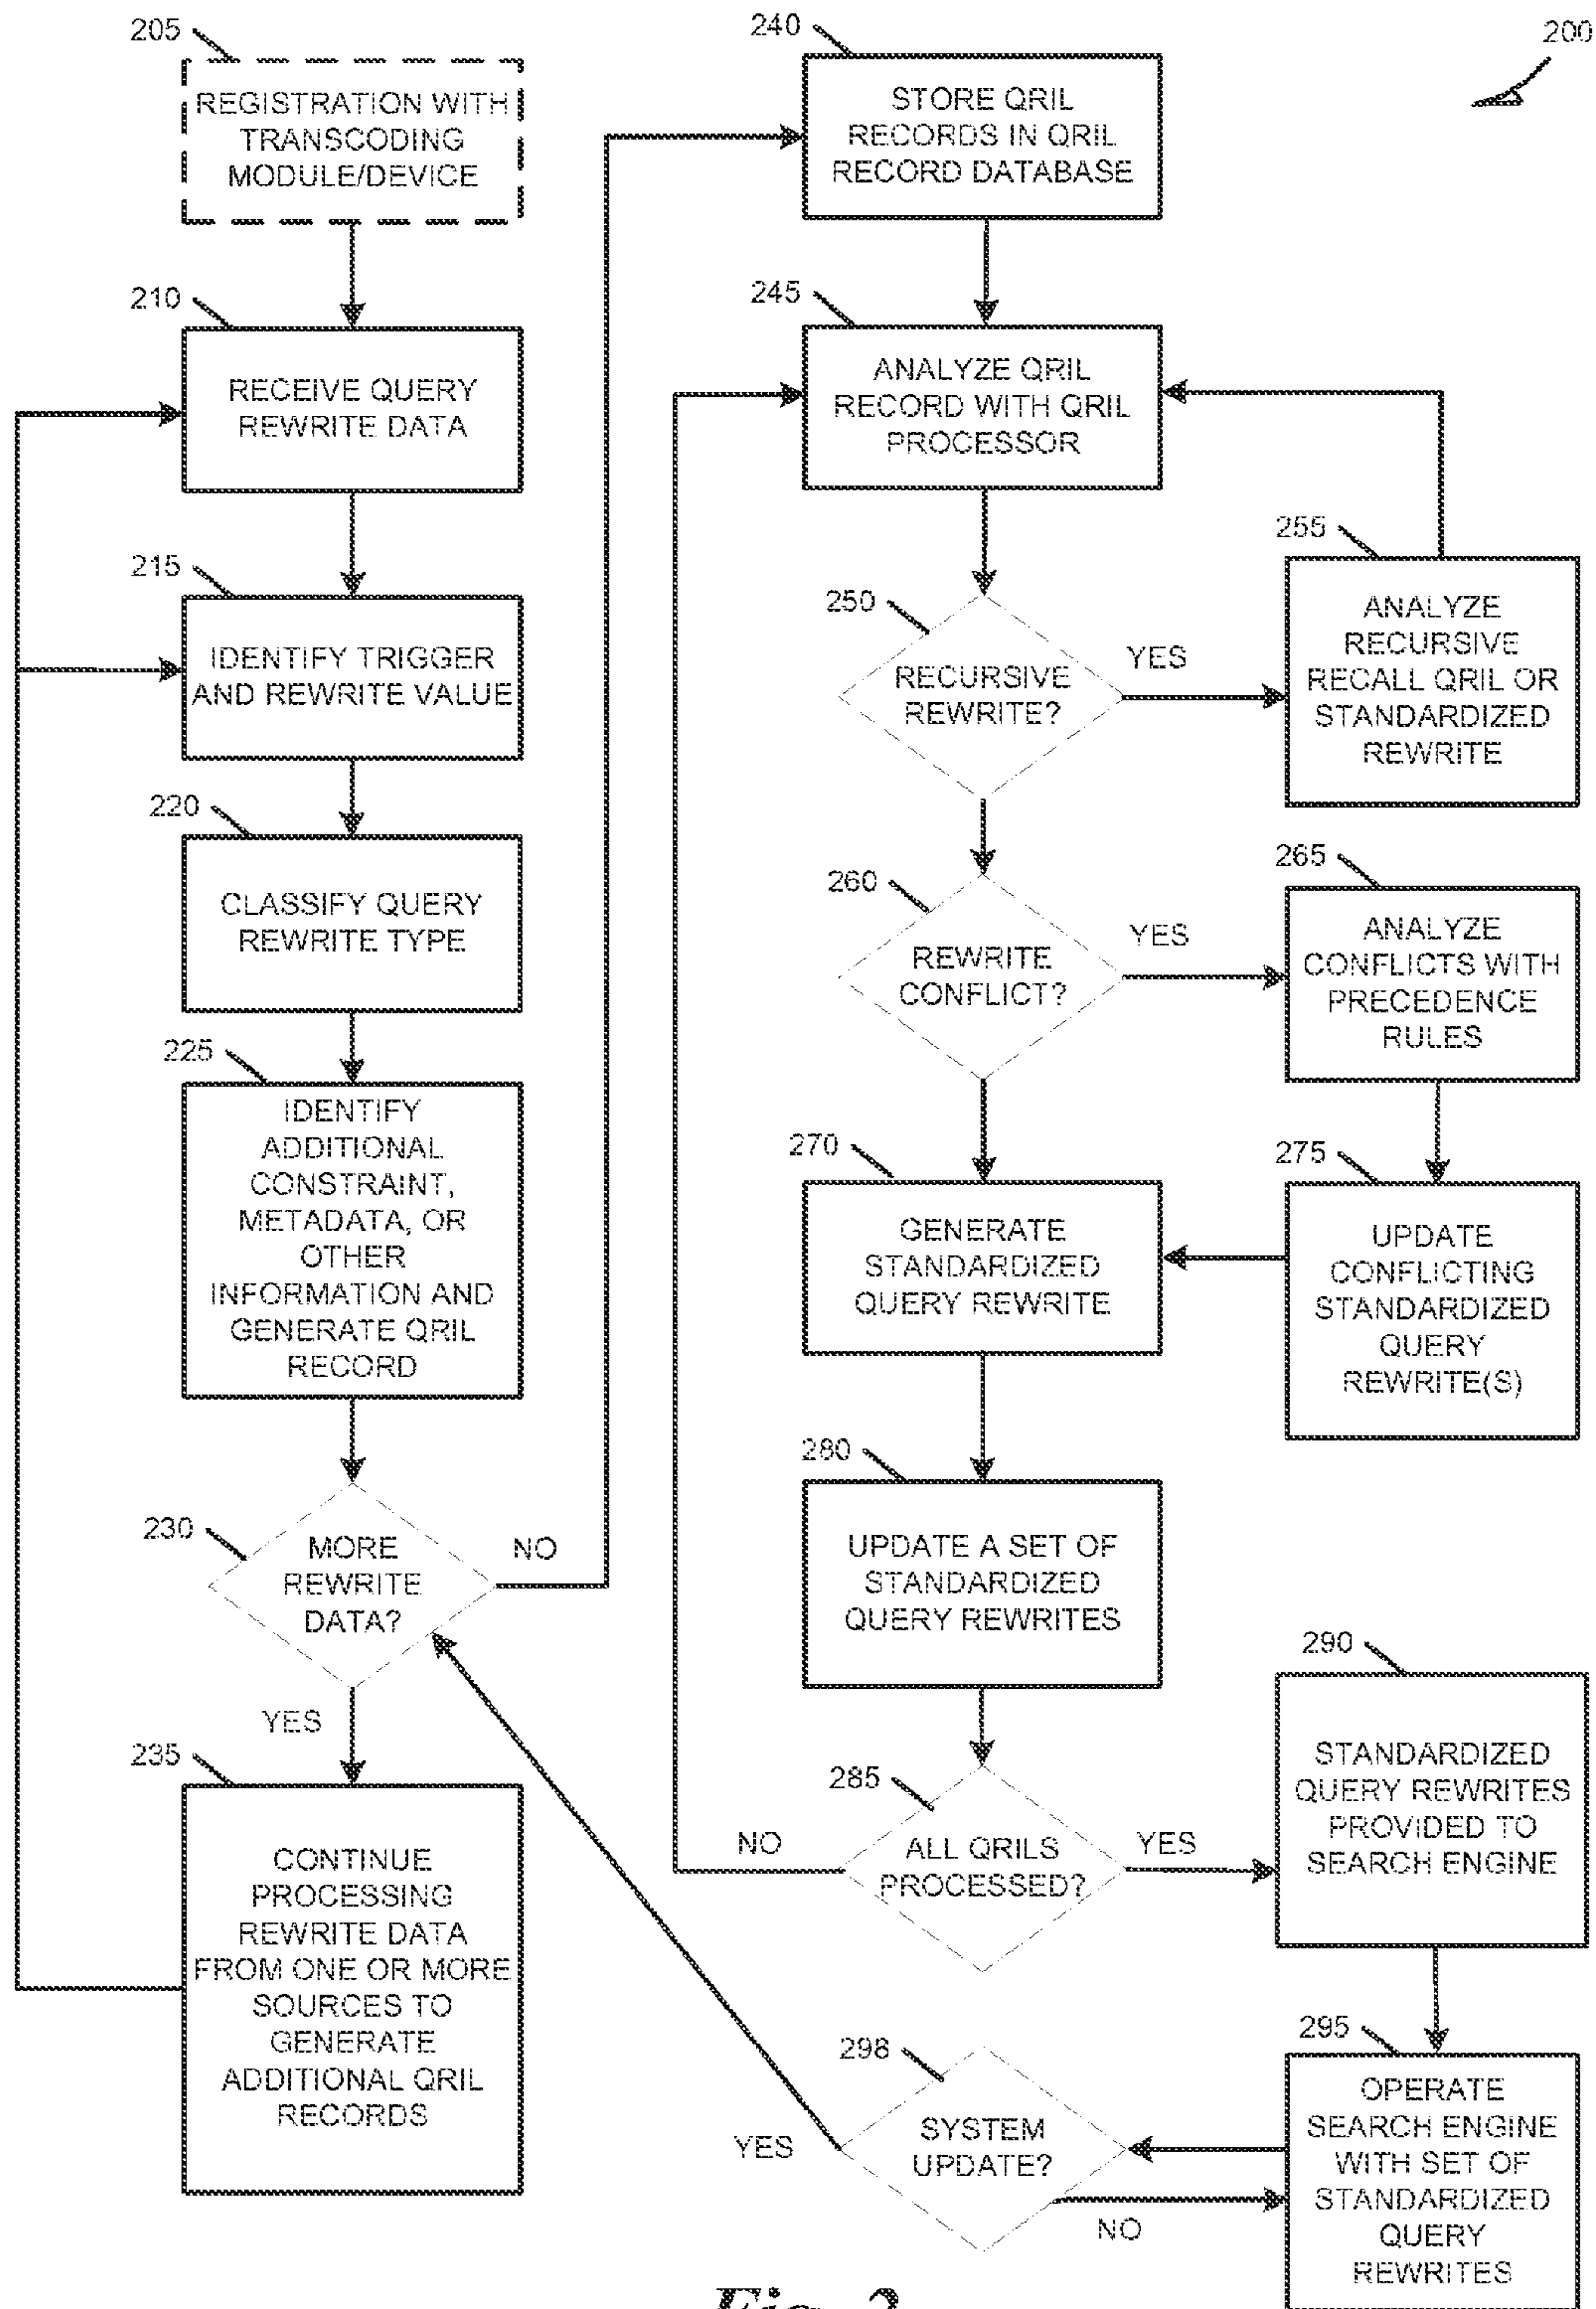 200
205
REGISTRATION WITH
TRANSCODING
MODULE/DEVICE
210
RECEIVE QUERY
REWRITE DATA
215
IDENTIFY TRIGGER
AND REWRITE VALUE
220
CLASSIFY QUERY
REWRITE TYPE
225
IDENTIFY
ADDITIONAL
CONSTRAINT,
METADATA, OR
OTHER
INFORMATION AND
GENERATE QRIL
RECORD
230
MORE
REWRITE
DATA?
NO
YES
235
CONTINUE
PROCESSING
REWRITE DATA
FROM ONE OR MORE
SOURCES TO
GENERATE
ADDITIONAL QRIL
RECORDS
240
STORE QRIL
RECORDS IN QRIL
RECORD DATABASE
245
ANALYZE QRIL
RECORD WITH QRIL
PROCESSOR
250
RECURSIVE
REWRITE?
YES
255
ANALYZE
RECURSIVE
RECALL QRIL OR
STANDARDIZED
REWRITE
260
REWRITE
CONFLICT?
YES
265
ANALYZE
CONFLICTS WITH
PRECEDENCE
RULES
270
GENERATE
STANDARDIZED
QUERY REWRITE
275
UPDATE
CONFLICTING
STANDARDIZED
QUERY
REWRITE(S)
280
UPDATE A SET OF
STANDARDIZED
QUERY REWRITES
285
ALL QRILS
PROCESSED?
NO
YES
290
STANDARDIZED
QUERY REWRITES
PROVIDED TO
SEARCH ENGINE
295
OPERATE
SEARCH ENGINE
WITH SET OF
STANDARDIZED
QUERY
REWRITES
298
SYSTEM
UPDATE?
YES
NO